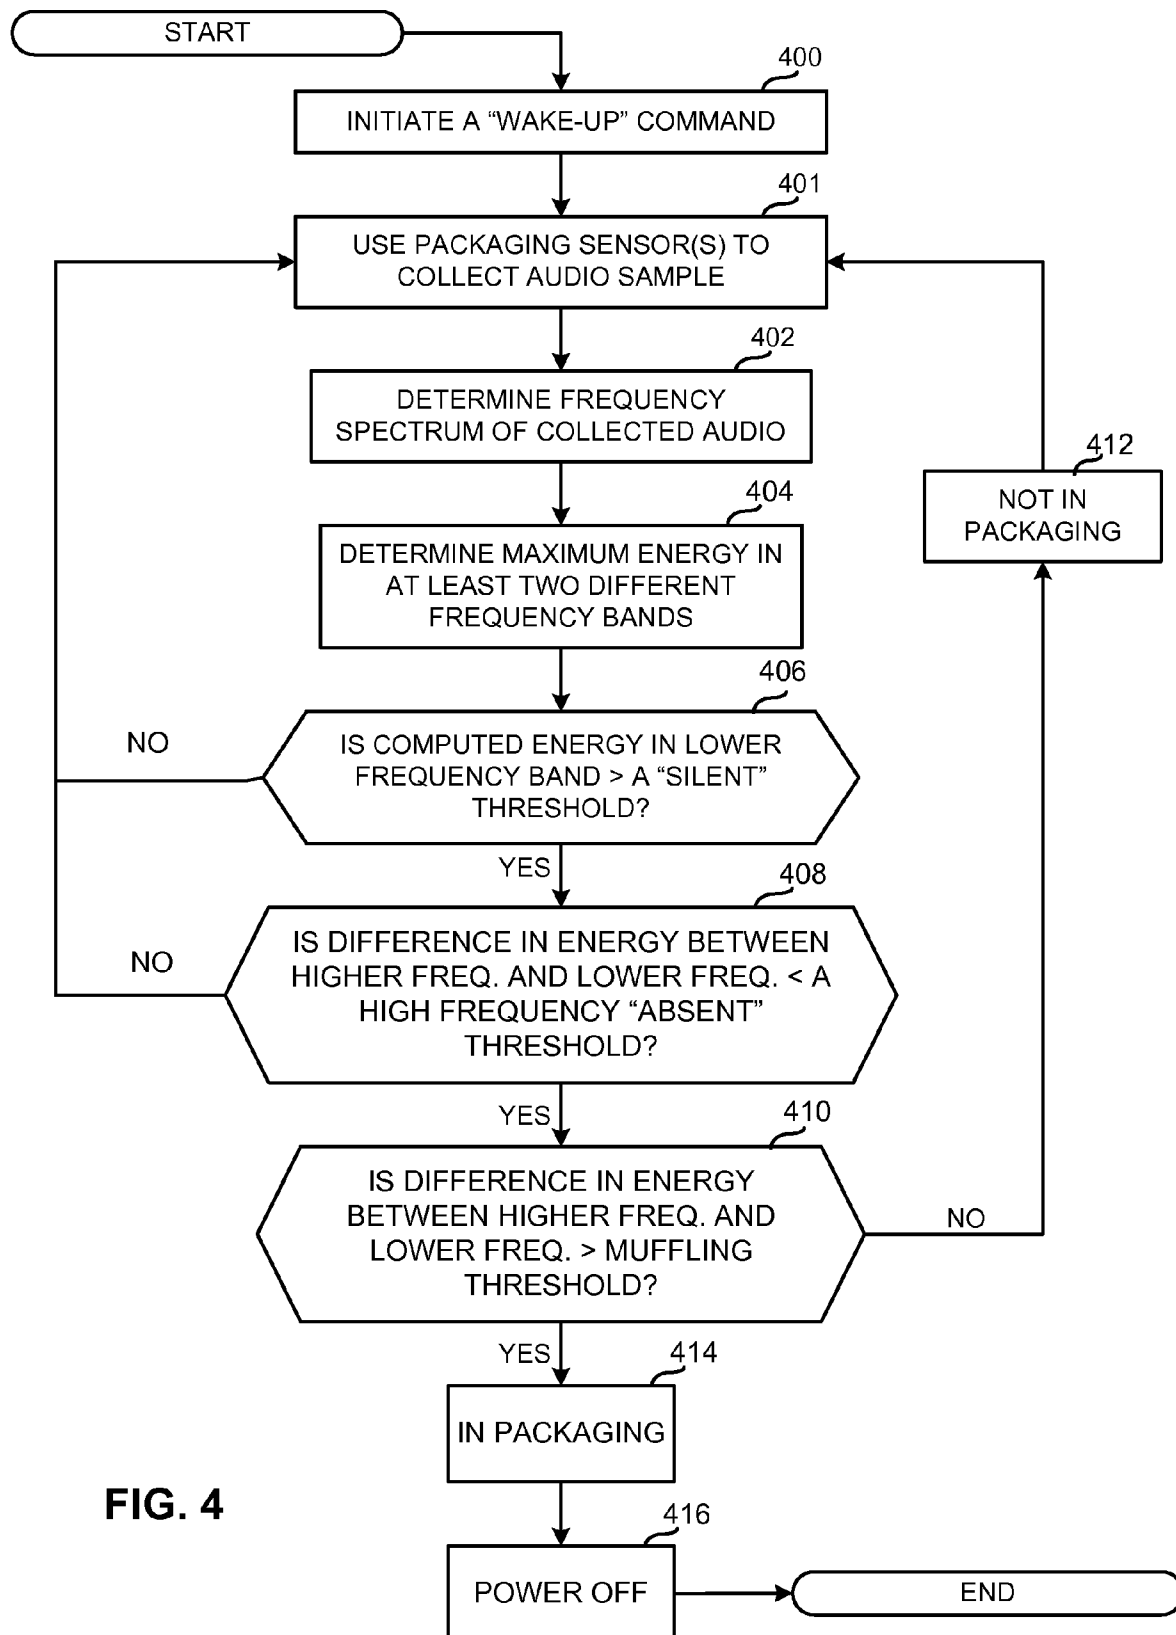 START
400
INITIATE A “WAKE-UP” COMMAND
401
USE PACKAGING SENSOR(S) TO
COLLECT AUDIO SAMPLE
402
DETERMINE FREQUENCY
SPECTRUM OF COLLECTED AUDIO
412
NOT IN
PACKAGING
404
DETERMINE MAXIMUM ENERGY IN
AT LEAST TWO DIFFERENT
FREQUENCY BANDS
406
IS COMPUTED ENERGY IN LOWER
FREQUENCY BAND > A “SILENT”
THRESHOLD?
NO
YES
408
IS DIFFERENCE IN ENERGY BETWEEN
HIGHER FREQ. AND LOWER FREQ. < A
HIGH FREQUENCY “ABSENT”
THRESHOLD?
NO
YES
410
IS DIFFERENCE IN ENERGY
BETWEEN HIGHER FREQ. AND
LOWER FREQ. > MUFFLING
THRESHOLD?
NO
YES
414
IN PACKAGING
FIG. 4
416
POWER OFF
END